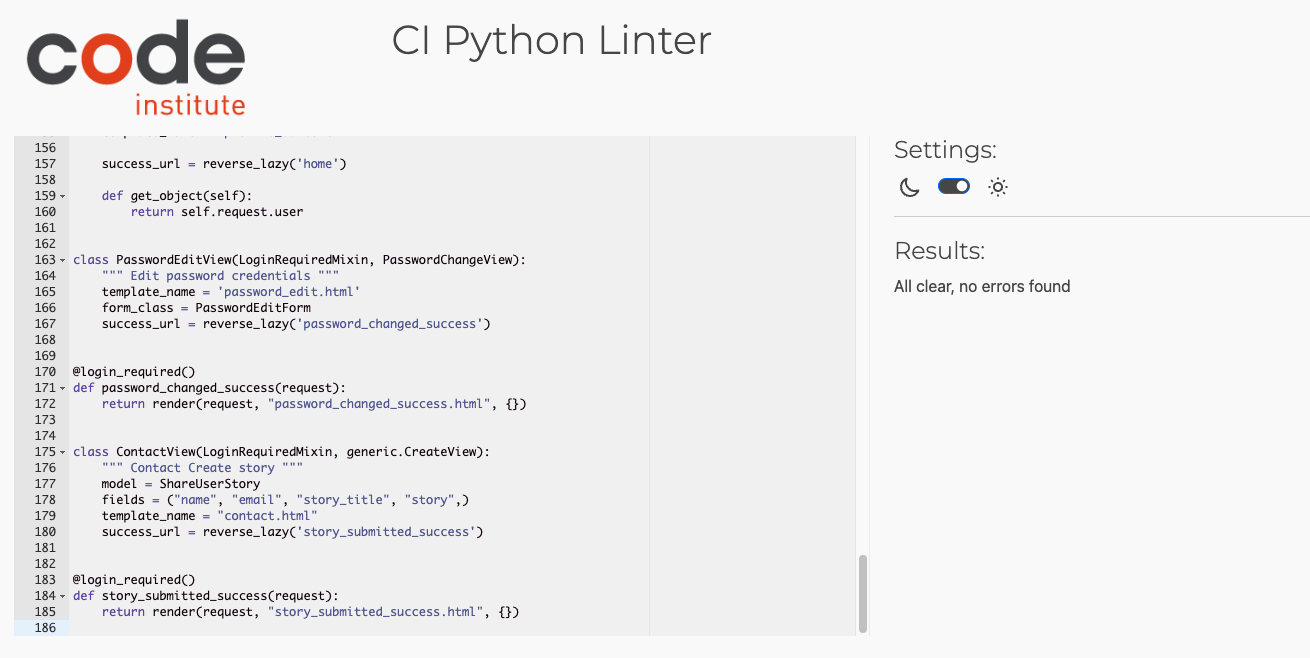 code
institute
CI Python Linter
156
157 success_url = reverse_lazy('home')
158
159 def get_object(self):
160 return self.request.user
161
162
163 class PasswordEditView(LoginRequiredMixin, PasswordChangeView):
164 """ Edit password credentials """
165 template_name = 'password_edit.html'
166 form_class = PasswordEditForm
167 success_url = reverse_lazy('password_changed_success')
168
169
170 @login_required()
171 def password_changed_success(request):
172 return render(request, "password_changed_success.html", {})
173
174
175 class ContactView(LoginRequiredMixin, generic.CreateView):
176 """ Contact Create story """
177 model = ShareUserStory
178 fields = ("name", "email", "story_title", "story",)
179 template_name = "contact.html"
180 success_url = reverse_lazy('story_submitted_success')
181
182
183 @login_required()
184 def story_submitted_success(request):
185 return render(request, "story_submitted_success.html", {})
186
Settings:
Results:
All clear, no errors found